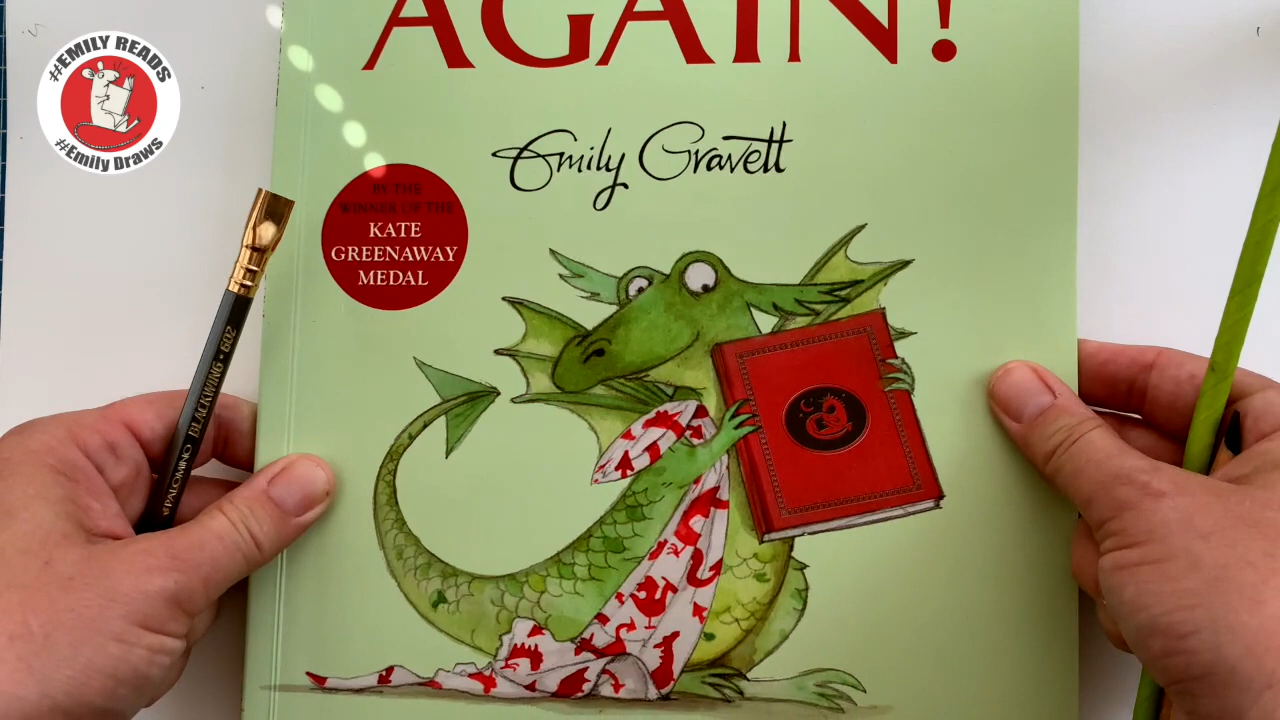 #EMILY READS
#Emily Draws
AGAIN!
Emily Gravett
BY THE
WINNER OF THE
KATE
GREENAWAY
MEDAL
PALOMINO BLACKWING • 602